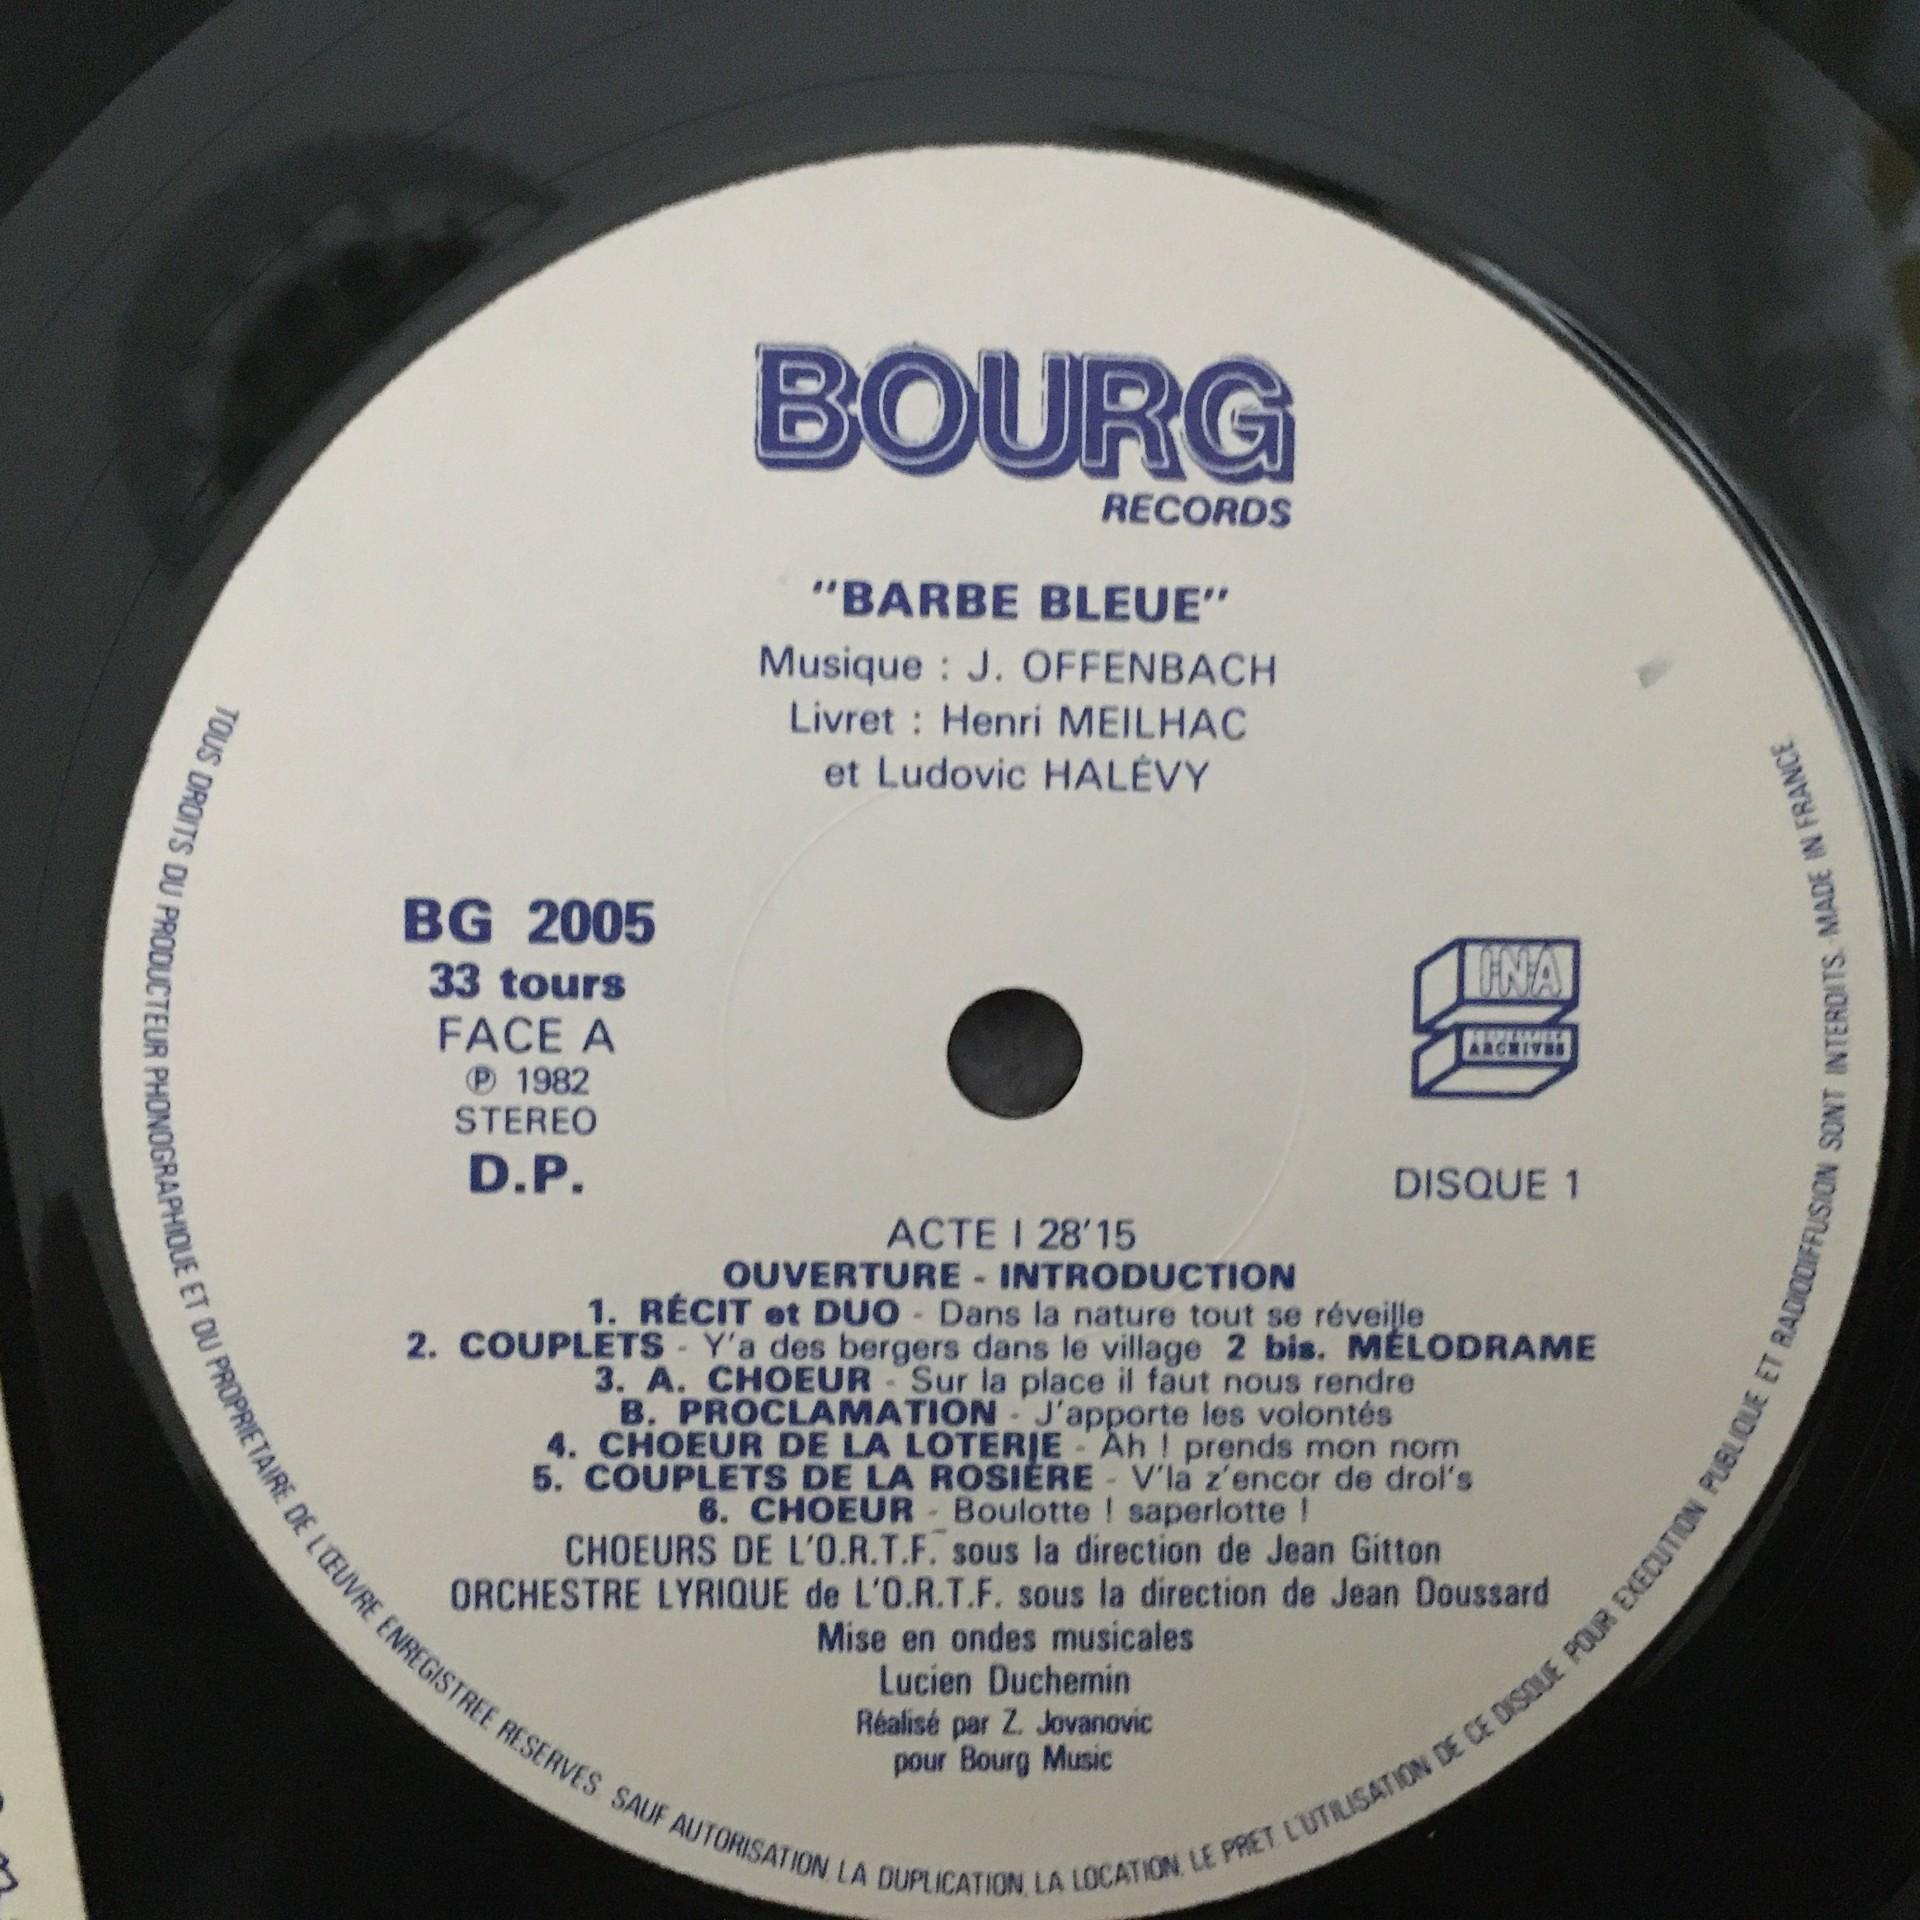 BOURG
RECORDS
"BARBE BLEUE"
Musique : J. OFFENBACH
Livret : Henri MEILHAC
et Ludovic HALÉVY
BG 2005
33 tours
FACE A
℗ 1982
STEREO
D.P.
INA
ARCHIVES
DISQUE 1
ACTE I 28'15
OUVERTURE - INTRODUCTION
1. RÉCIT et DUO - Dans la nature tout se réveille
2. COUPLETS - Y'a des bergers dans le village 2 bis. MÉLODRAME
3. A. CHOEUR - Sur la place il faut nous rendre
B. PROCLAMATION - J'apporte les volontés
4. CHOEUR DE LA LOTERIE - Ah ! prends mon nom
5. COUPLETS DE LA ROSIÈRE - V'la z'encor de drol's
6. CHOEUR - Boulotte ! saperlotte !
CHOEURS DE L'O.R.T.F. sous la direction de Jean Gitton
ORCHESTRE LYRIQUE de L'O.R.T.F. sous la direction de Jean Doussard
Mise en ondes musicales
Lucien Duchemin
Réalisé par Z. Jovanovic
pour Bourg Music
TOUS DROITS DU PRODUCTEUR PHONOGRAPHIQUE ET DU PROPRIETAIRE DE L'ŒUVRE ENREGISTREE RESERVES. SAUF AUTORISATION, LA DUPLICATION, LA LOCATION, LE PRET, L'UTILISATION DE CE DISQUE POUR EXECUTION PUBLIQUE ET RADIODIFFUSION SONT INTERDITS. MADE IN FRANCE.